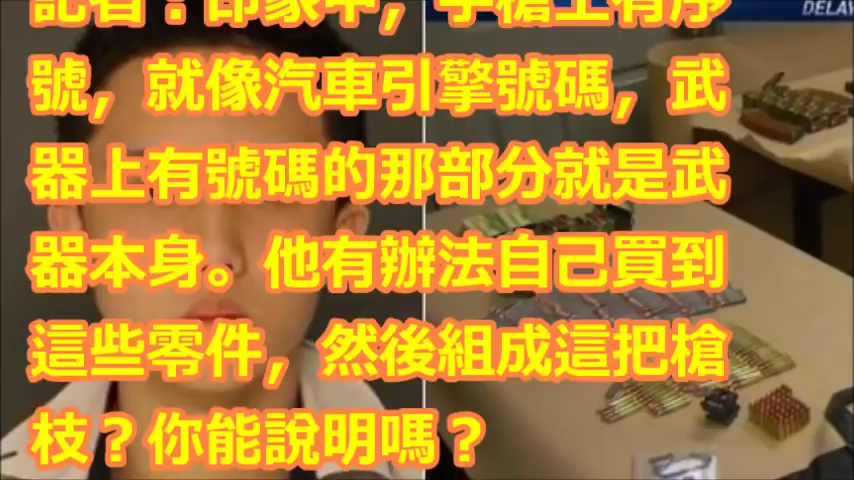 記者：即家中，手槍上有序
DELAW
號，就像汽車引擎號碼，武
器上有號碼的那部分就是武
器本身。他有辦法自己買到
這些零件，然後組成這把槍
枝？你能說明嗎？